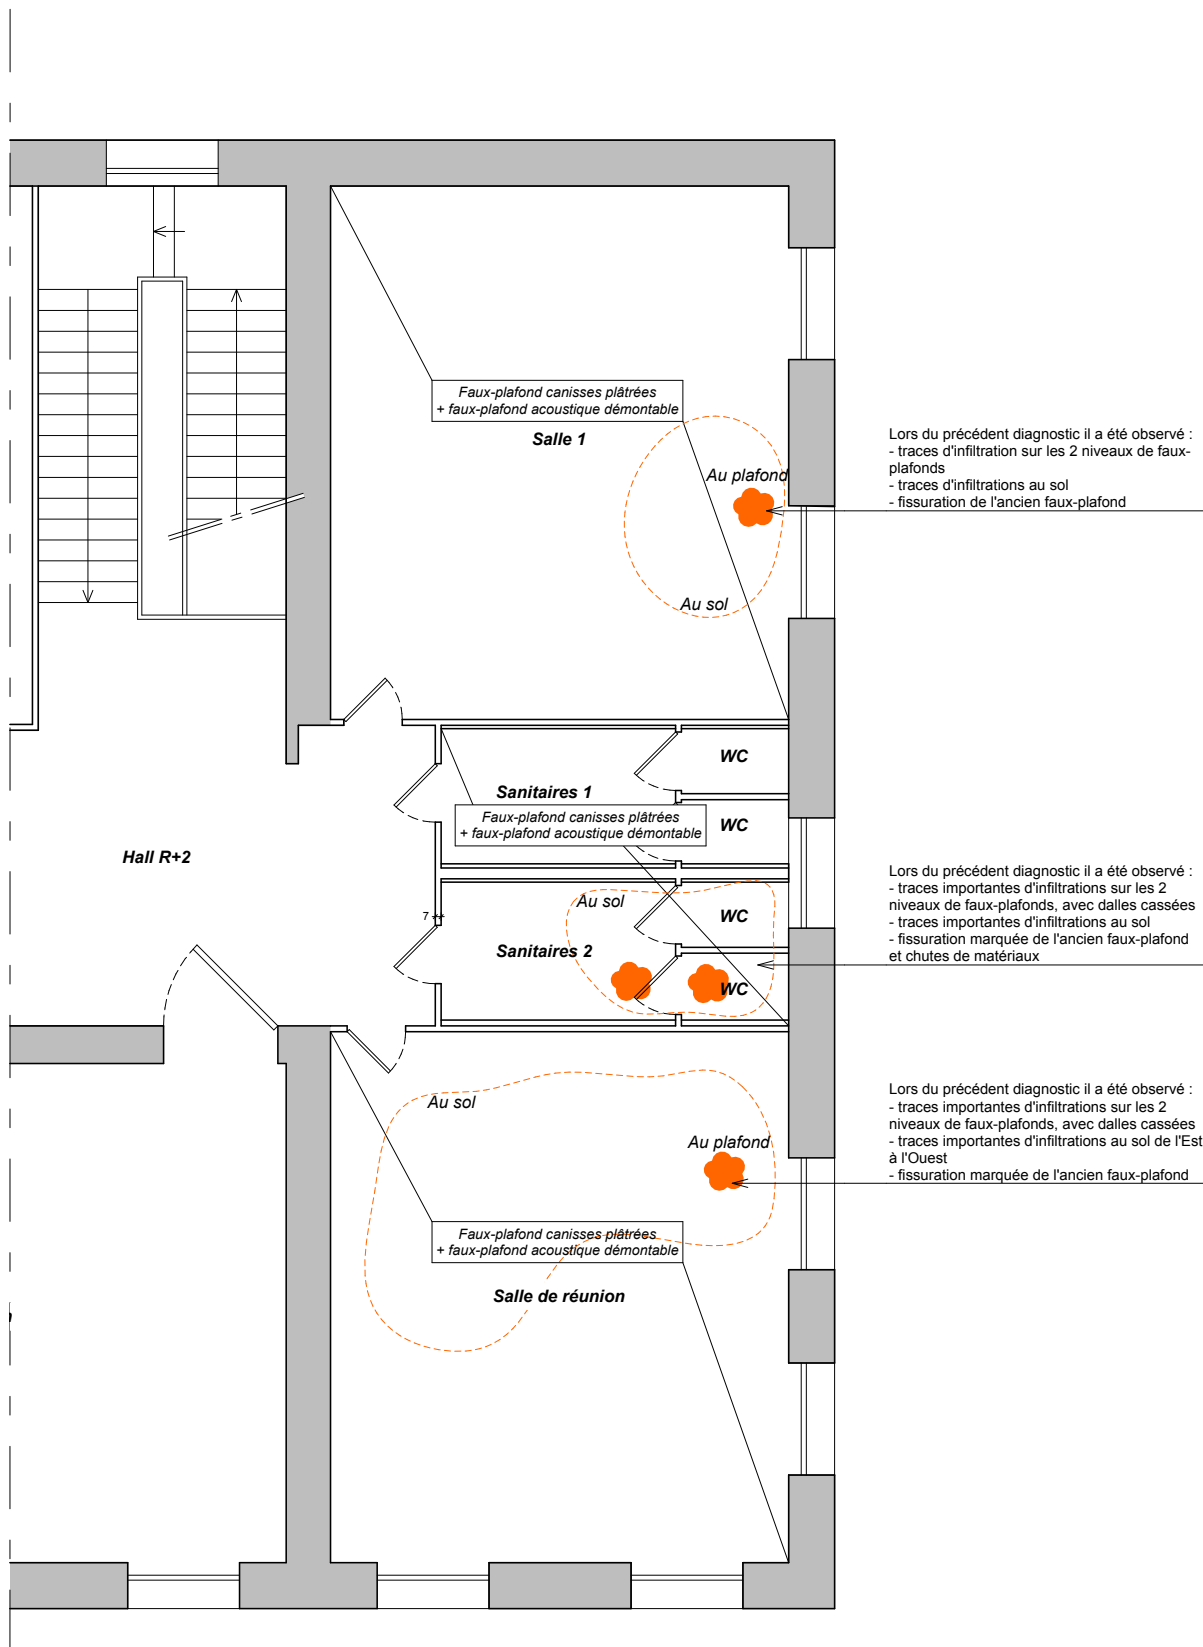 Faux-plafond canisses plâtrées
+ faux-plafond acoustique démontable
Salle 1
Au plafond
Au sol
Lors du précédent diagnostic il a été observé :
- traces d'infiltration sur les 2 niveaux de faux-
plafonds
- traces d'infiltrations au sol
- fissuration de l'ancien faux-plafond
WC
Sanitaires 1
Faux-plafond canisses plâtrées
+ faux-plafond acoustique démontable
WC
Hall R+2
Au sol
WC
7
Sanitaires 2
WC
Lors du précédent diagnostic il a été observé :
- traces importantes d'infiltrations sur les 2
niveaux de faux-plafonds, avec dalles cassées
- traces importantes d'infiltrations au sol
- fissuration marquée de l'ancien faux-plafond
et chutes de matériaux
Au sol
Au plafond
Lors du précédent diagnostic il a été observé :
- traces importantes d'infiltrations sur les 2
niveaux de faux-plafonds, avec dalles cassées
- traces importantes d'infiltrations au sol de l'Est
à l'Ouest
- fissuration marquée de l'ancien faux-plafond
Faux-plafond canisses plâtrées
+ faux-plafond acoustique démontable
Salle de réunion